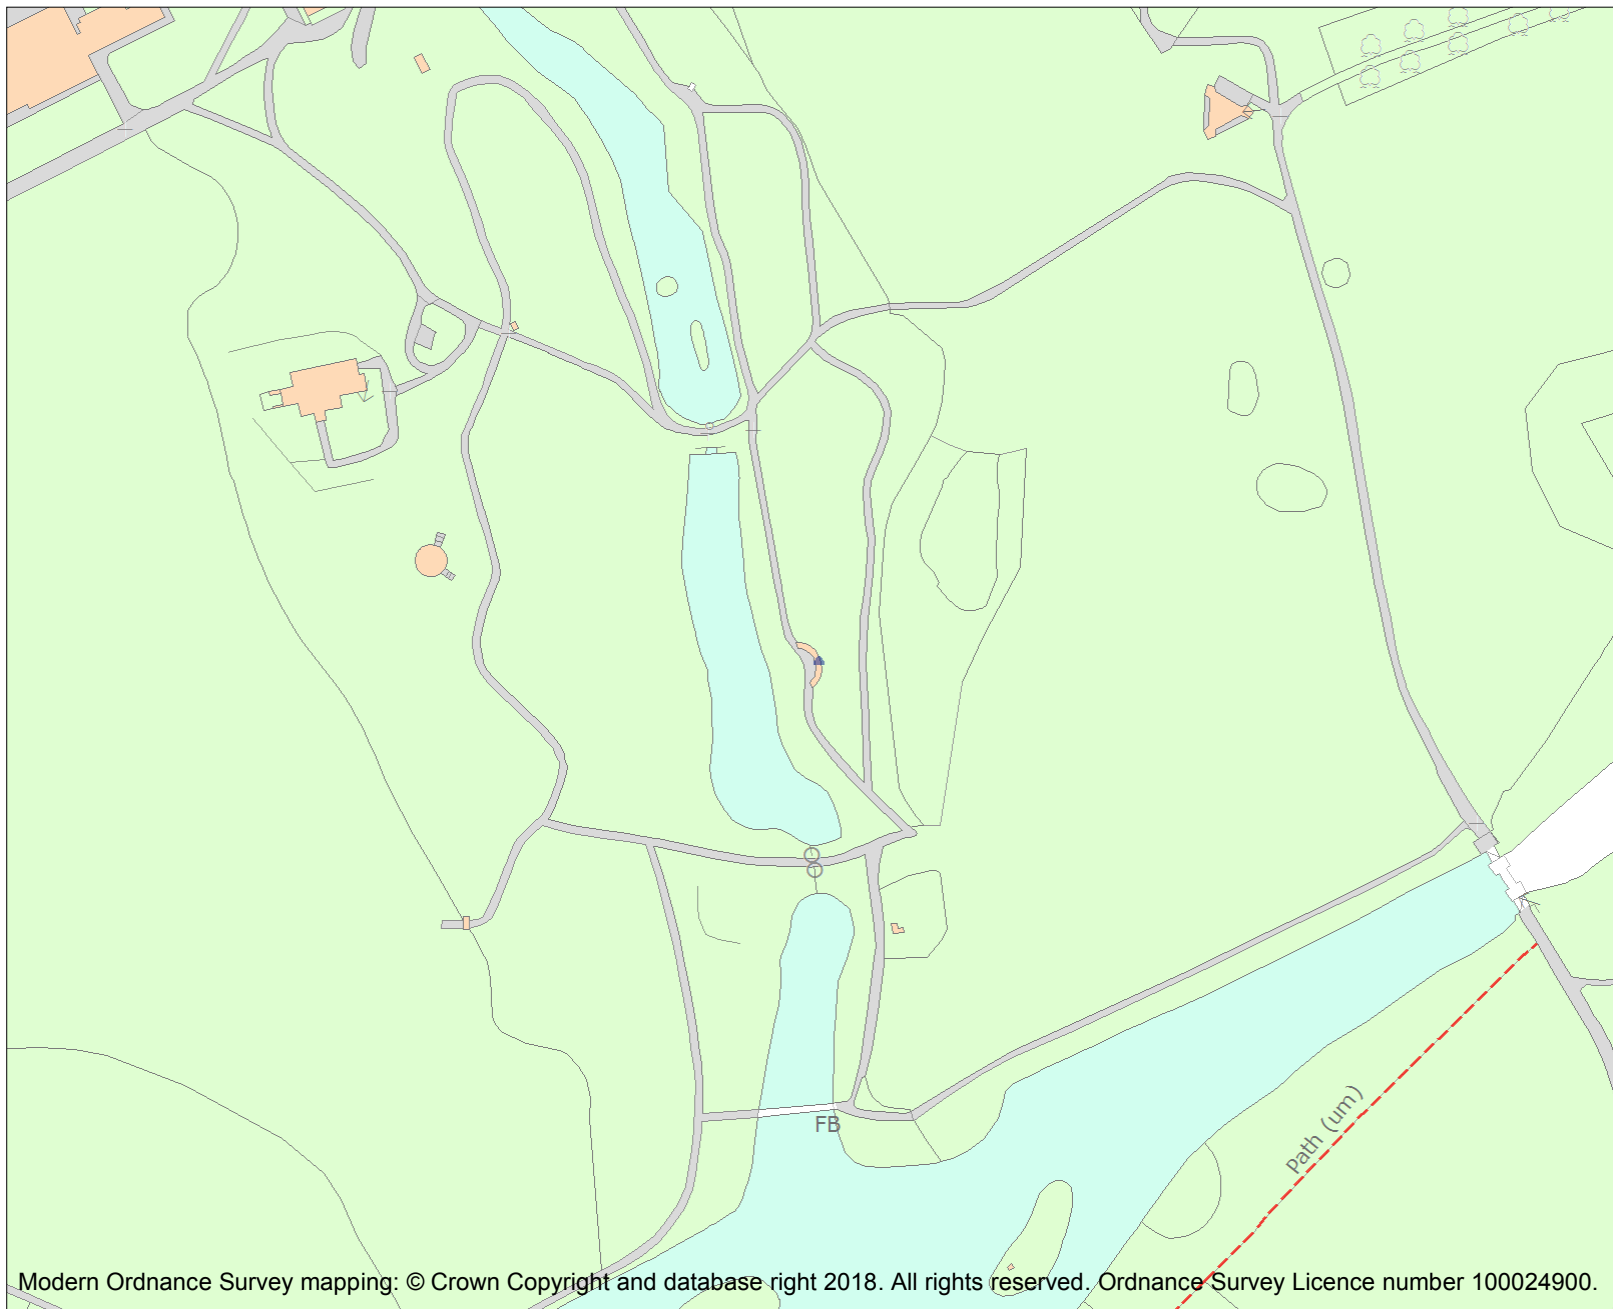 FB
Path (um)
Modern Ordnance Survey mapping: © Crown Copyright and database right 2018. All rights reserved. Ordnance Survey Licence number 100024900.